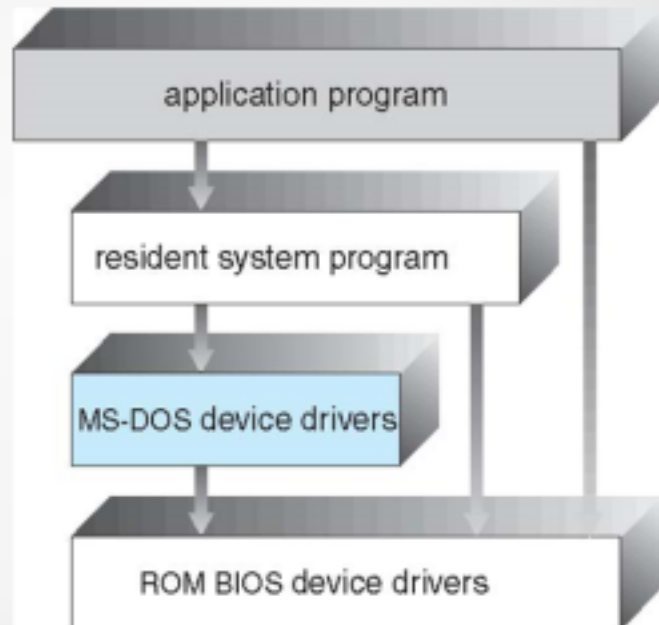 application program
resident system program
MS-DOS device drivers
ROM BIOS device drivers